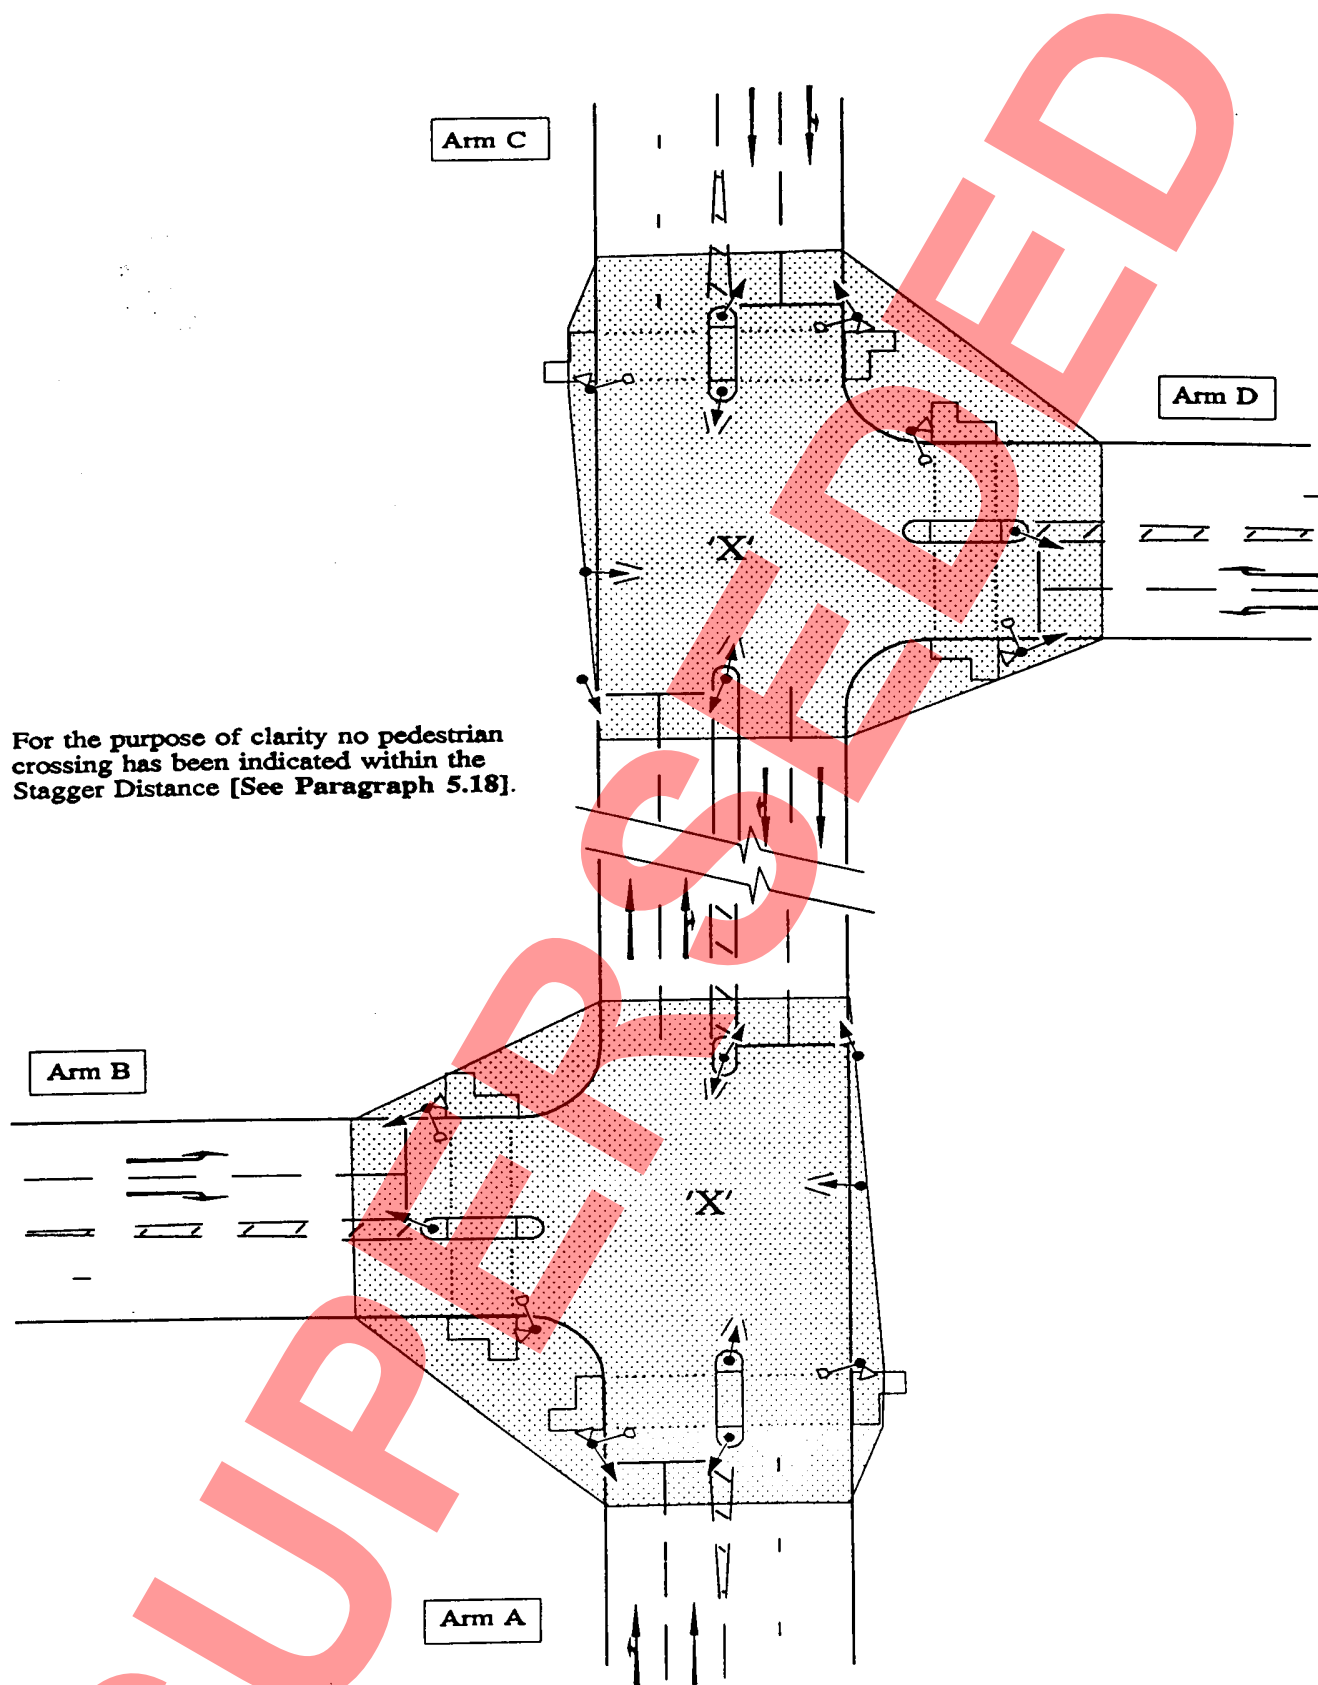 Arm C
Arm D
'X'
For the purpose of clarity no pedestrian
crossing has been indicated within the
Stagger Distance [See Paragraph 5.18].
Arm B
'X'
Arm A
SUPERSEDED